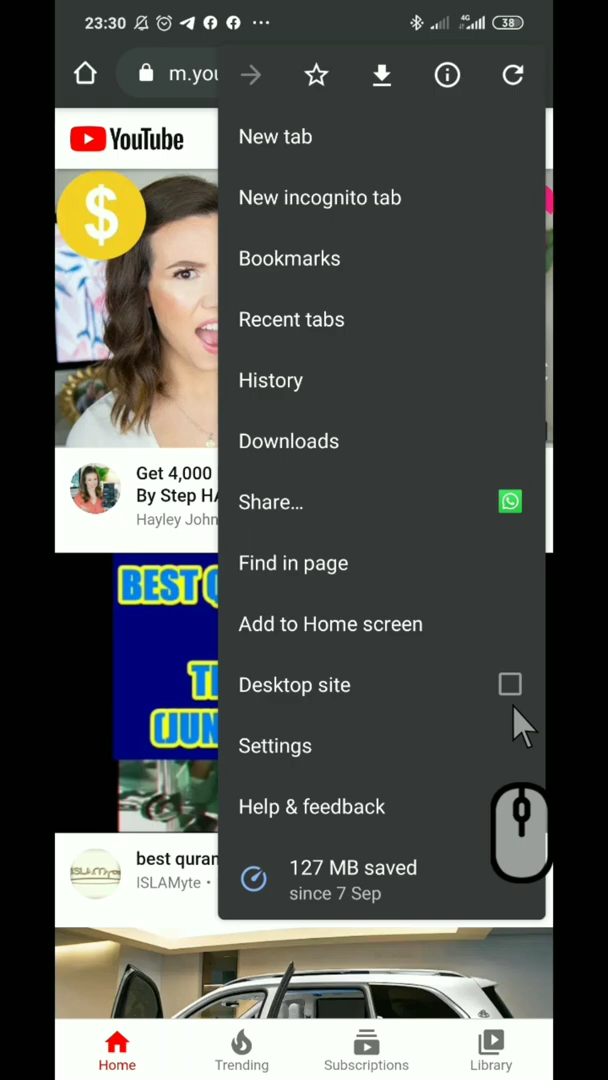 23:30
4G
38
m.you
YouTube
$
New tab
New incognito tab
Bookmarks
Recent tabs
History
Downloads
Share...
Find in page
Add to Home screen
Desktop site
Settings
Help & feedback
127 MB saved
since 7 Sep
Get 4,000
By Step
Hayley John
BEST
best quran
ISLAMyte •
Home
Trending
Subscriptions
Library